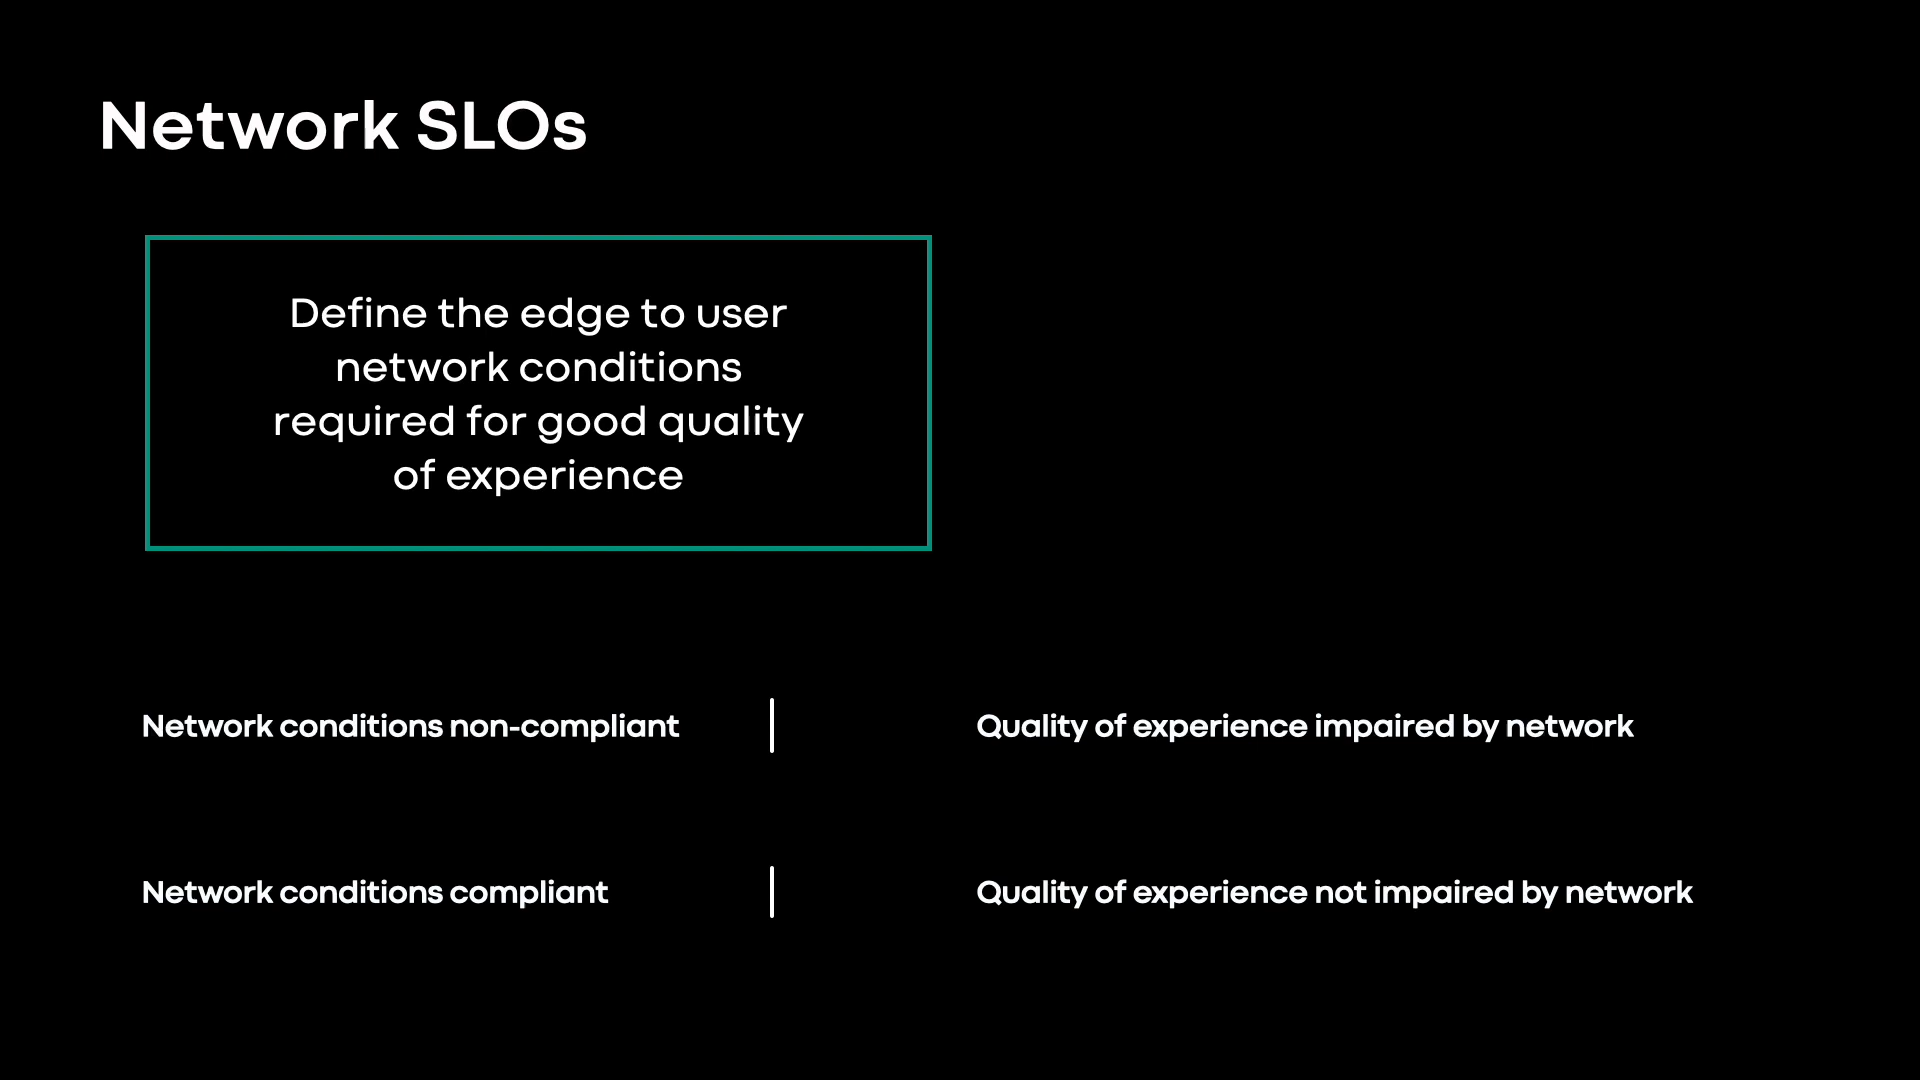 Network SLOs
Define the edge to user
network conditions
required for good quality
of experience
Network conditions non-compliant
Quality of experience impaired by network
Network conditions compliant
Quality of experience not impaired by network